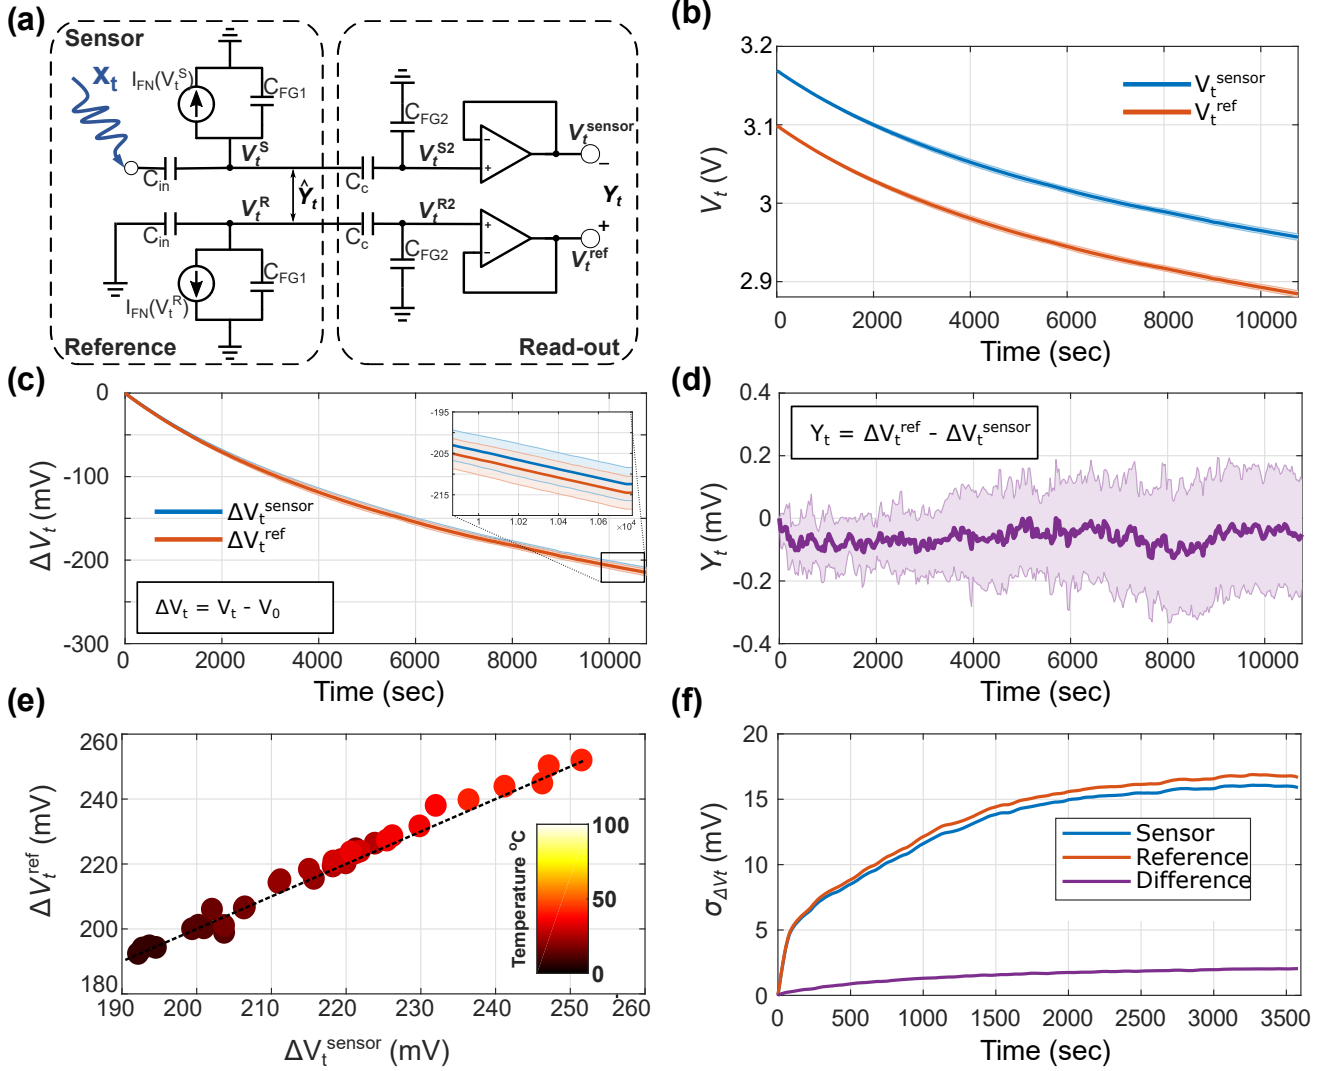 (a)
Sensor
x_t
I_FN(V_t^S)
C_FG1
C_in
V_t^S
C_c
C_FG2
V_t^S2
V_t^sensor
−
+
−
Ŷ_t
Y_t
V_t^R
V_t^R2
C_in
C_c
+
−
+
V_t^ref
C_FG2
C_FG1
I_FN(V_t^R)
Reference
Read-out
(b)
3.2
3.1
3
2.9
V_t (V)
V_t^sensor
V_t^ref
0 2000 4000 6000 8000 10000
Time (sec)
(c)
0
-100
-200
-300
ΔV_t (mV)
ΔV_t^sensor
ΔV_t^ref
ΔV_t = V_t - V_0
-195
-205
-215
1 1.02 1.04 1.06
×10^4
0 2000 4000 6000 8000 10000
Time (sec)
(d)
0.4
0.2
0
-0.2
-0.4
Y_t (mV)
Y_t = ΔV_t^ref - ΔV_t^sensor
0 2000 4000 6000 8000 10000
Time (sec)
(e)
260
240
220
200
180
ΔV_t^ref (mV)
Temperature °C
100
50
0
190 200 210 220 230 240 250 260
ΔV_t^sensor (mV)
(f)
20
15
10
5
0
σ_ΔVt (mV)
Sensor
Reference
Difference
0 500 1000 1500 2000 2500 3000 3500
Time (sec)